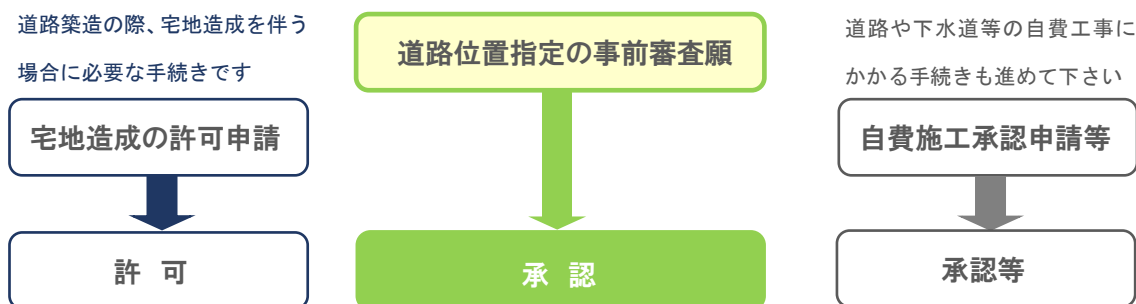 道路築造の際、宅地造成を伴う
場合に必要な手続きです
宅地造成の許可申請
許 可
道路位置指定の事前審査願
承 認
道路や下水道等の自費工事に
かかる手続きも進めて下さい
自費施工承認申請等
承認等